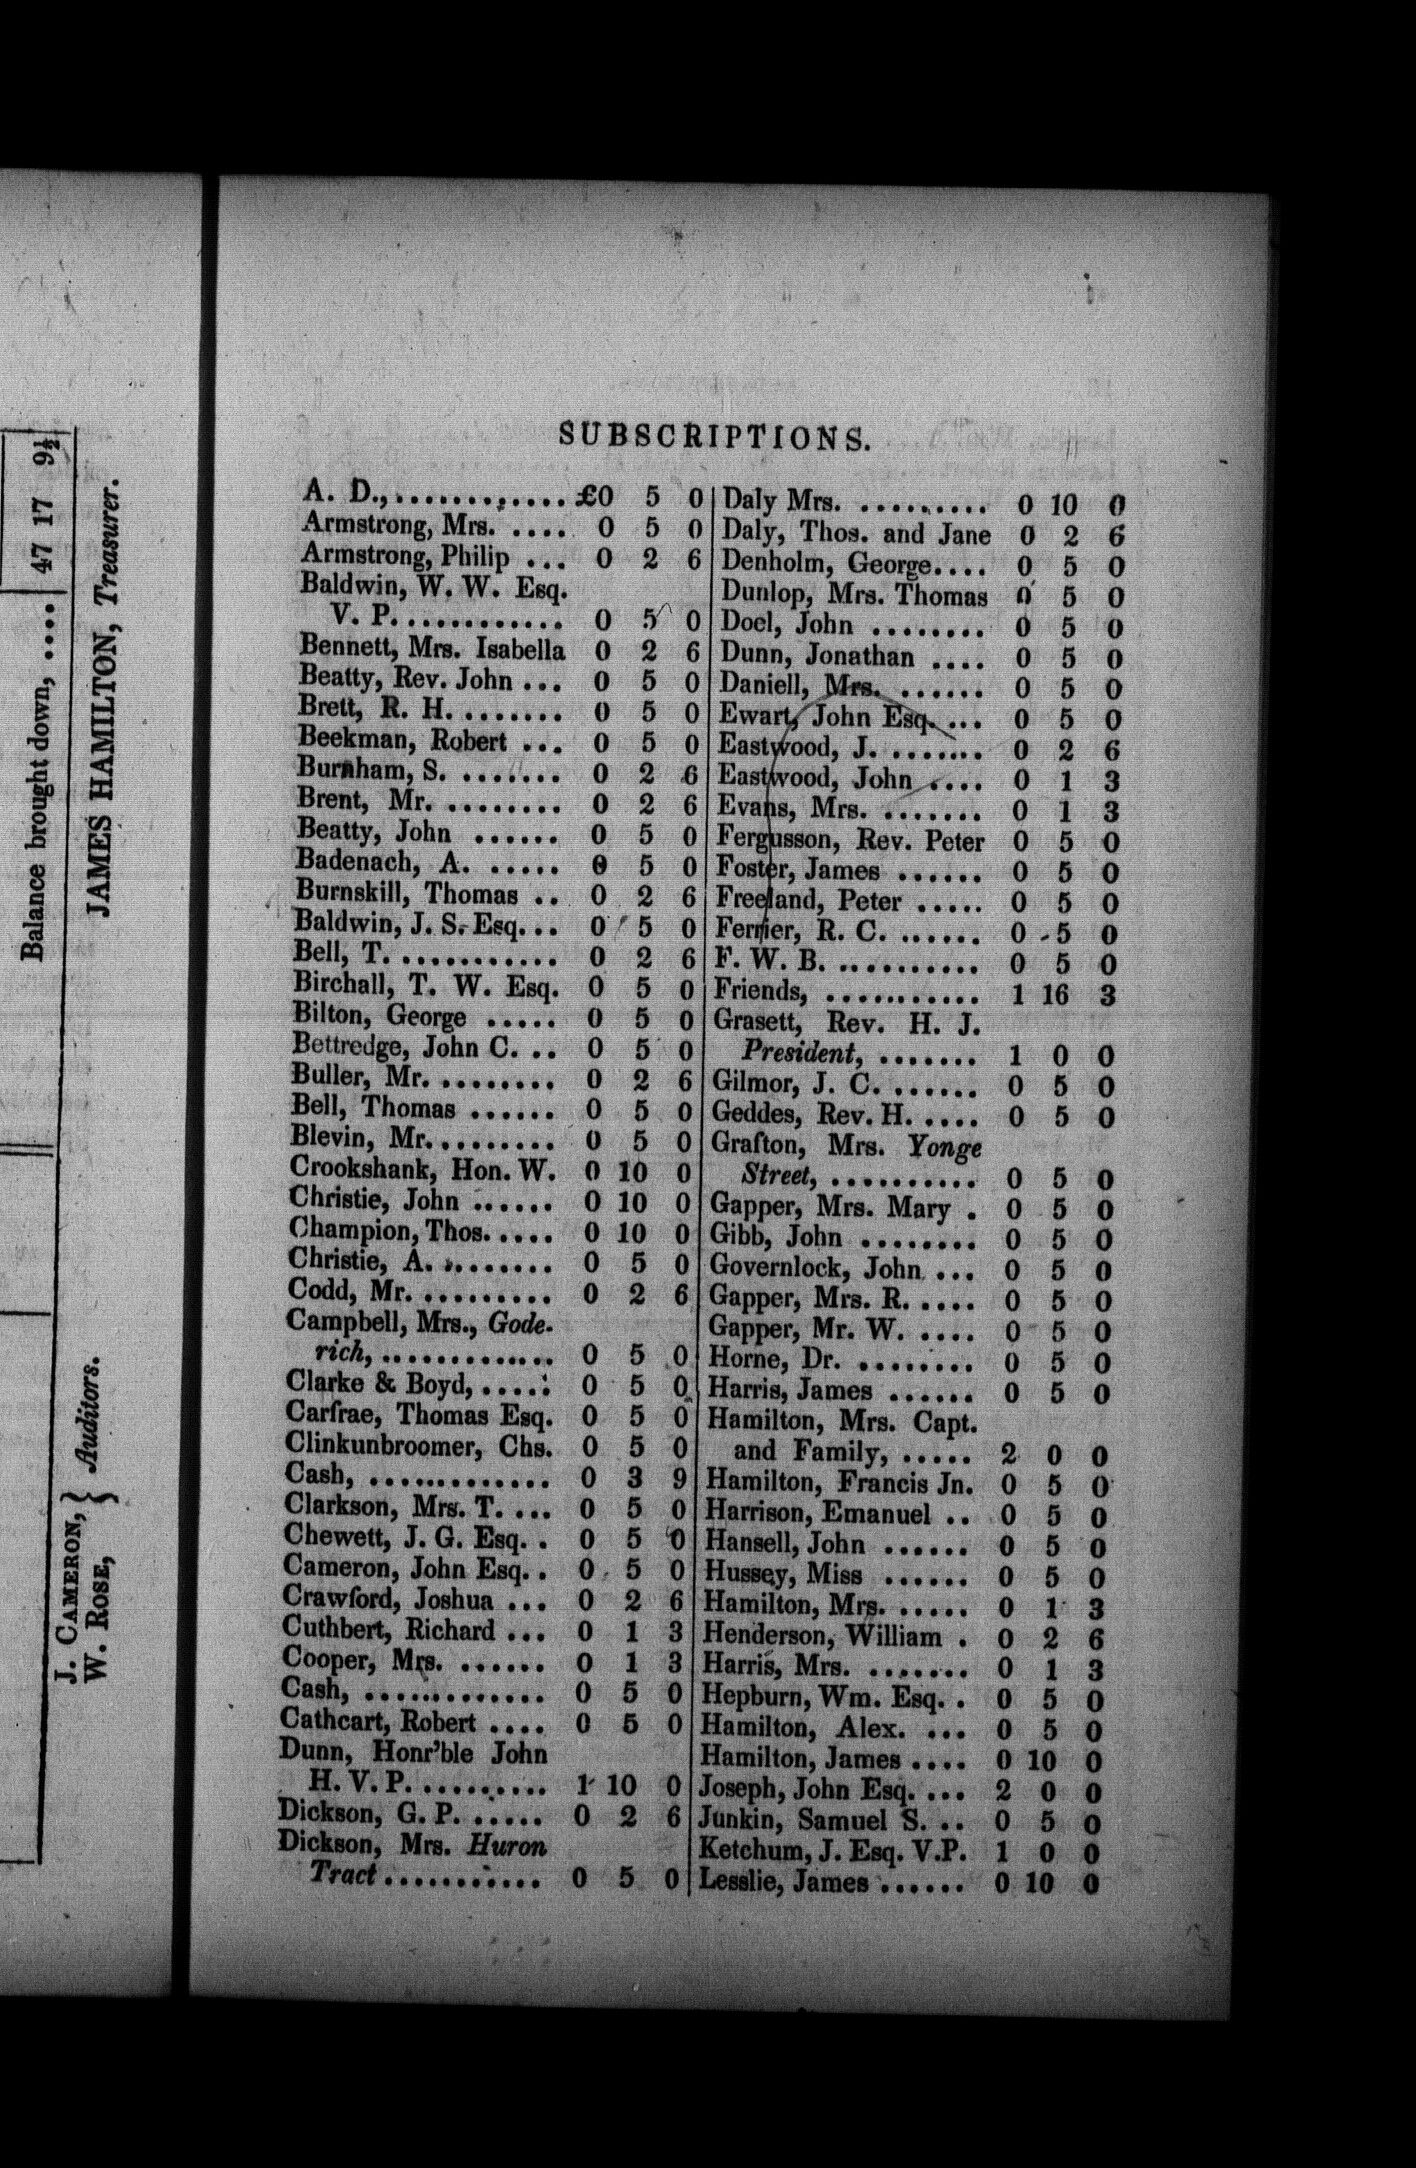 Balance brought down, .... 47 17 9½
JAMES HAMILTON, Treasurer.
J. CAMERON, }
W. ROSE, } Auditors.
SUBSCRIPTIONS.
A. D., ............ £0 5 0
Armstrong, Mrs. .... 0 5 0
Armstrong, Philip ... 0 2 6
Baldwin, W. W. Esq.
V. P. ........... 0 5 0
Bennett, Mrs. Isabella 0 2 6
Beatty, Rev. John ... 0 5 0
Brett, R. H. ....... 0 5 0
Beekman, Robert ... 0 5 0
Burnham, S. ....... 0 2 6
Brent, Mr. ........ 0 2 6
Beatty, John ...... 0 5 0
Badenach, A. ..... 0 5 0
Burnskill, Thomas .. 0 2 6
Baldwin, J. S. Esq. .. 0 5 0
Bell, T. ........... 0 2 6
Birchall, T. W. Esq. 0 5 0
Bilton, George ..... 0 5 0
Bettredge, John C. .. 0 5 0
Buller, Mr. ........ 0 2 6
Bell, Thomas ...... 0 5 0
Blevin, Mr. ........ 0 5 0
Crookshank, Hon. W. 0 10 0
Christie, John ...... 0 10 0
Champion, Thos. .... 0 10 0
Christie, A. ........ 0 5 0
Codd, Mr. ......... 0 2 6
Campbell, Mrs., Gode-
rich, ............ 0 5 0
Clarke & Boyd, ..... 0 5 0
Carfrae, Thomas Esq. 0 5 0
Clinkunbroomer, Chs. 0 5 0
Cash, ............. 0 3 9
Clarkson, Mrs. T. ... 0 5 0
Chewett, J. G. Esq. . 0 5 0
Cameron, John Esq. . 0 5 0
Crawford, Joshua ... 0 2 6
Cuthbert, Richard ... 0 1 3
Cooper, Mrs. ...... 0 1 3
Cash, ............. 0 5 0
Cathcart, Robert .... 0 5 0
Dunn, Honr'ble John
H. V. P. .......... 1 10 0
Dickson, G. P. ..... 0 2 6
Dickson, Mrs. Huron
Tract ........... 0 5 0
Daly Mrs. ......... 0 10 0
Daly, Thos. and Jane 0 2 6
Denholm, George.... 0 5 0
Dunlop, Mrs. Thomas 0 5 0
Doel, John ........ 0 5 0
Dunn, Jonathan .... 0 5 0
Daniell, Mrs. ...... 0 5 0
Ewart, John Esq. ... 0 5 0
Eastwood, J. ....... 0 2 6
Eastwood, John .... 0 1 3
Evans, Mrs. ....... 0 1 3
Fergusson, Rev. Peter 0 5 0
Foster, James ...... 0 5 0
Freeland, Peter ..... 0 5 0
Ferrier, R. C. ...... 0 5 0
F. W. B. .......... 0 5 0
Friends, ........... 1 16 3
Grasett, Rev. H. J.
President, ....... 1 0 0
Gilmor, J. C. ...... 0 5 0
Geddes, Rev. H. .... 0 5 0
Grafton, Mrs. Yonge
Street, .......... 0 5 0
Gapper, Mrs. Mary . 0 5 0
Gibb, John ........ 0 5 0
Governlock, John ... 0 5 0
Gapper, Mrs. R. .... 0 5 0
Gapper, Mr. W. .... 0 5 0
Horne, Dr. ........ 0 5 0
Harris, James ...... 0 5 0
Hamilton, Mrs. Capt.
and Family, ..... 2 0 0
Hamilton, Francis Jn. 0 5 0
Harrison, Emanuel .. 0 5 0
Hansell, John ...... 0 5 0
Hussey, Miss ...... 0 5 0
Hamilton, Mrs. ..... 0 1 3
Henderson, William . 0 2 6
Harris, Mrs. ....... 0 1 3
Hepburn, Wm. Esq. . 0 5 0
Hamilton, Alex. ... 0 5 0
Hamilton, James .... 0 10 0
Joseph, John Esq. ... 2 0 0
Junkin, Samuel S. .. 0 5 0
Ketchum, J. Esq. V.P. 1 0 0
Lesslie, James ...... 0 10 0